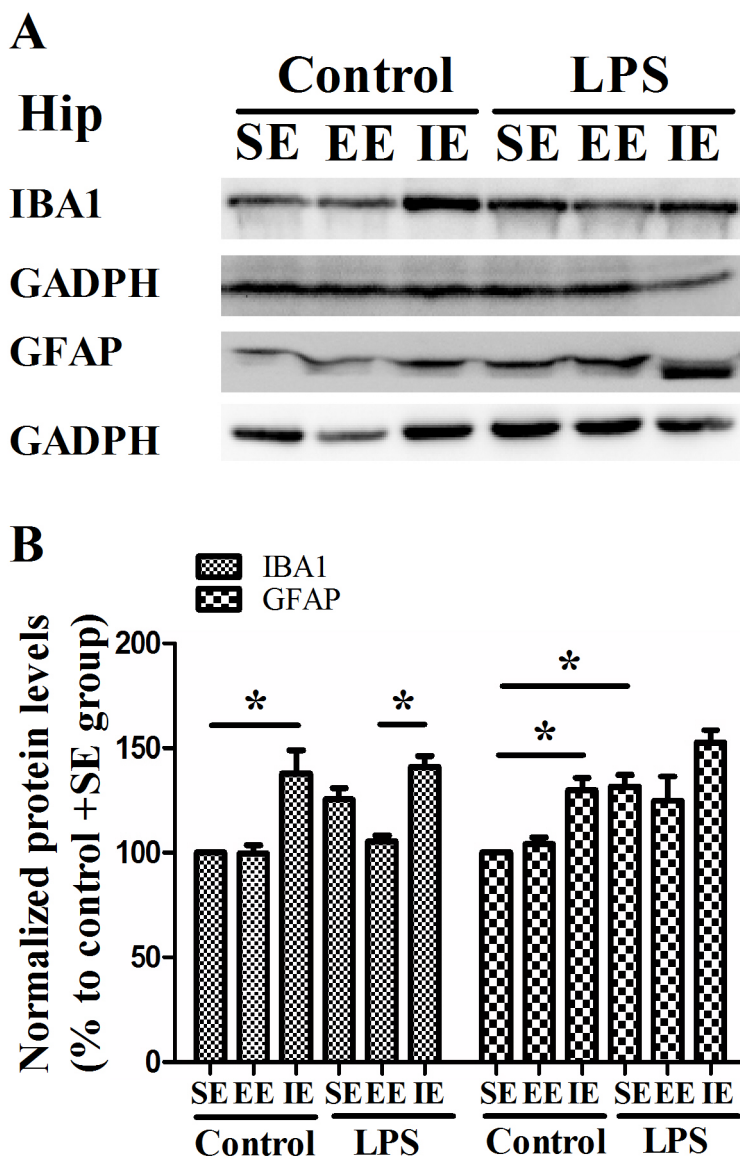 A
Control LPS
Hip
SE EE IE SE EE IE
IBA1
GADPH
GFAP
GADPH
B
IBA1
GFAP
Normalized protein levels
(% to control +SE group)
200
150
100
50
0
* * * *
SE EE IE SE EE IE SE EE IE SE EE IE
Control LPS Control LPS